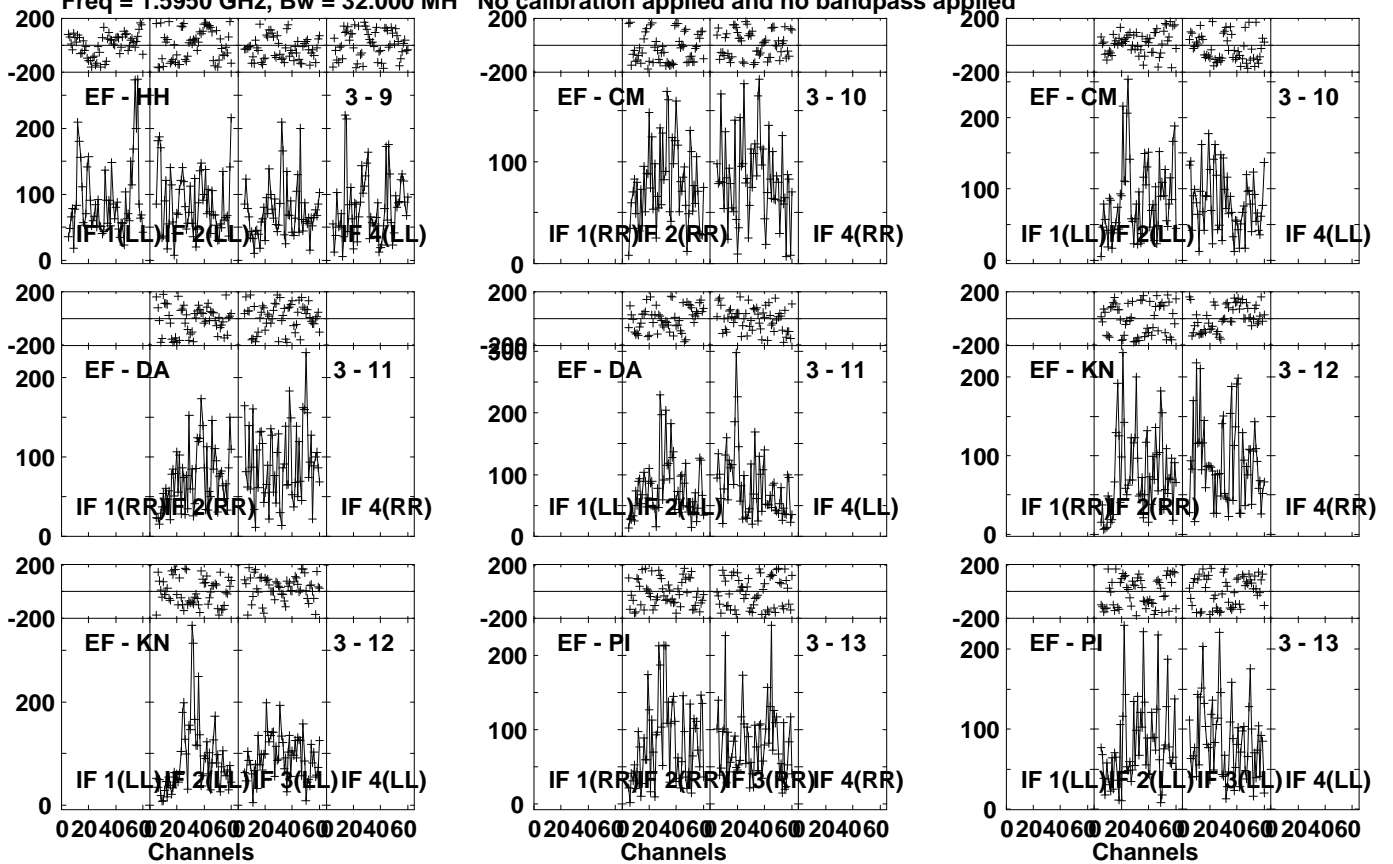 Freq = 1.5950 GHz, Bw = 32.000 MH No calibration applied and no bandpass applied
200
-200
EF - HH 3 - 9
200
100
0
IF 1(LL) IF 2(LL) IF 4(LL)
-200
EF - CM 3 - 10
100
0
IF 1(RR) IF 2(RR) IF 4(RR)
200
-200
EF - CM 3 - 10
200
100
0
IF 1(LL) IF 2(LL) IF 4(LL)
200
-200
EF - DA 3 - 11
200
100
0
IF 1(RR) IF 2(RR) IF 4(RR)
200
-200
300
EF - DA 3 - 11
200
100
0
IF 1(LL) IF 2(LL) IF 4(LL)
200
-200
EF - KN 3 - 12
200
100
0
IF 1(RR) IF 2(RR) IF 4(RR)
200
-200
EF - KN 3 - 12
200
0
IF 1(LL) IF 2(LL) IF 3(LL) IF 4(LL)
0 20 40 60 0 20 40 60 0 20 40 60 0 20 40 60
Channels
200
-200
EF - PI 3 - 13
200
100
0
IF 1(RR) IF 2(RR) IF 3(RR) IF 4(RR)
0 20 40 60 0 20 40 60 0 20 40 60 0 20 40 60
Channels
200
-200
EF - PI 3 - 13
200
100
0
IF 1(LL) IF 2(LL) IF 3(LL) IF 4(LL)
0 20 40 60 0 20 40 60 0 20 40 60 0 20 40 60
Channels